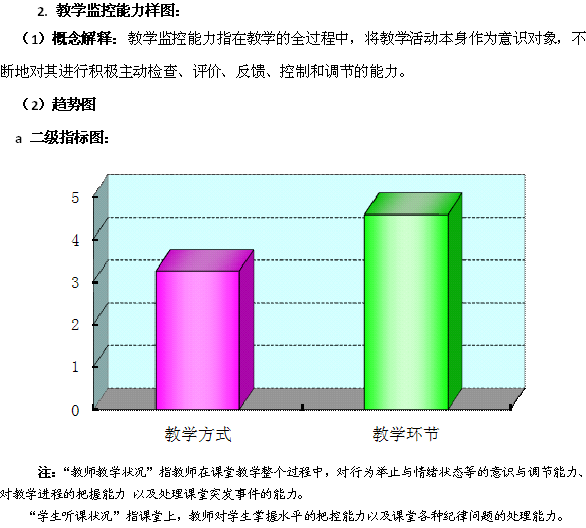 2. 教学监控能力样图：
（1）概念解释：教学监控能力指在教学的全过程中，将教学活动本身作为意识对象，不
断地对其进行积极主动检查、评价、反馈、控制和调节的能力。
（2）趋势图
a 二级指标图：
5
4
3
2
1
0
教学方式
教学环节
注：“教师教学状况”指教师在课堂教学整个过程中，对行为举止与情绪状态等的意识与调节能力、
对教学进程的把握能力 以及处理课堂突发事件的能力。
“学生听课状况”指课堂上，教师对学生掌握水平的把控能力以及课堂各种纪律问题的处理能力。